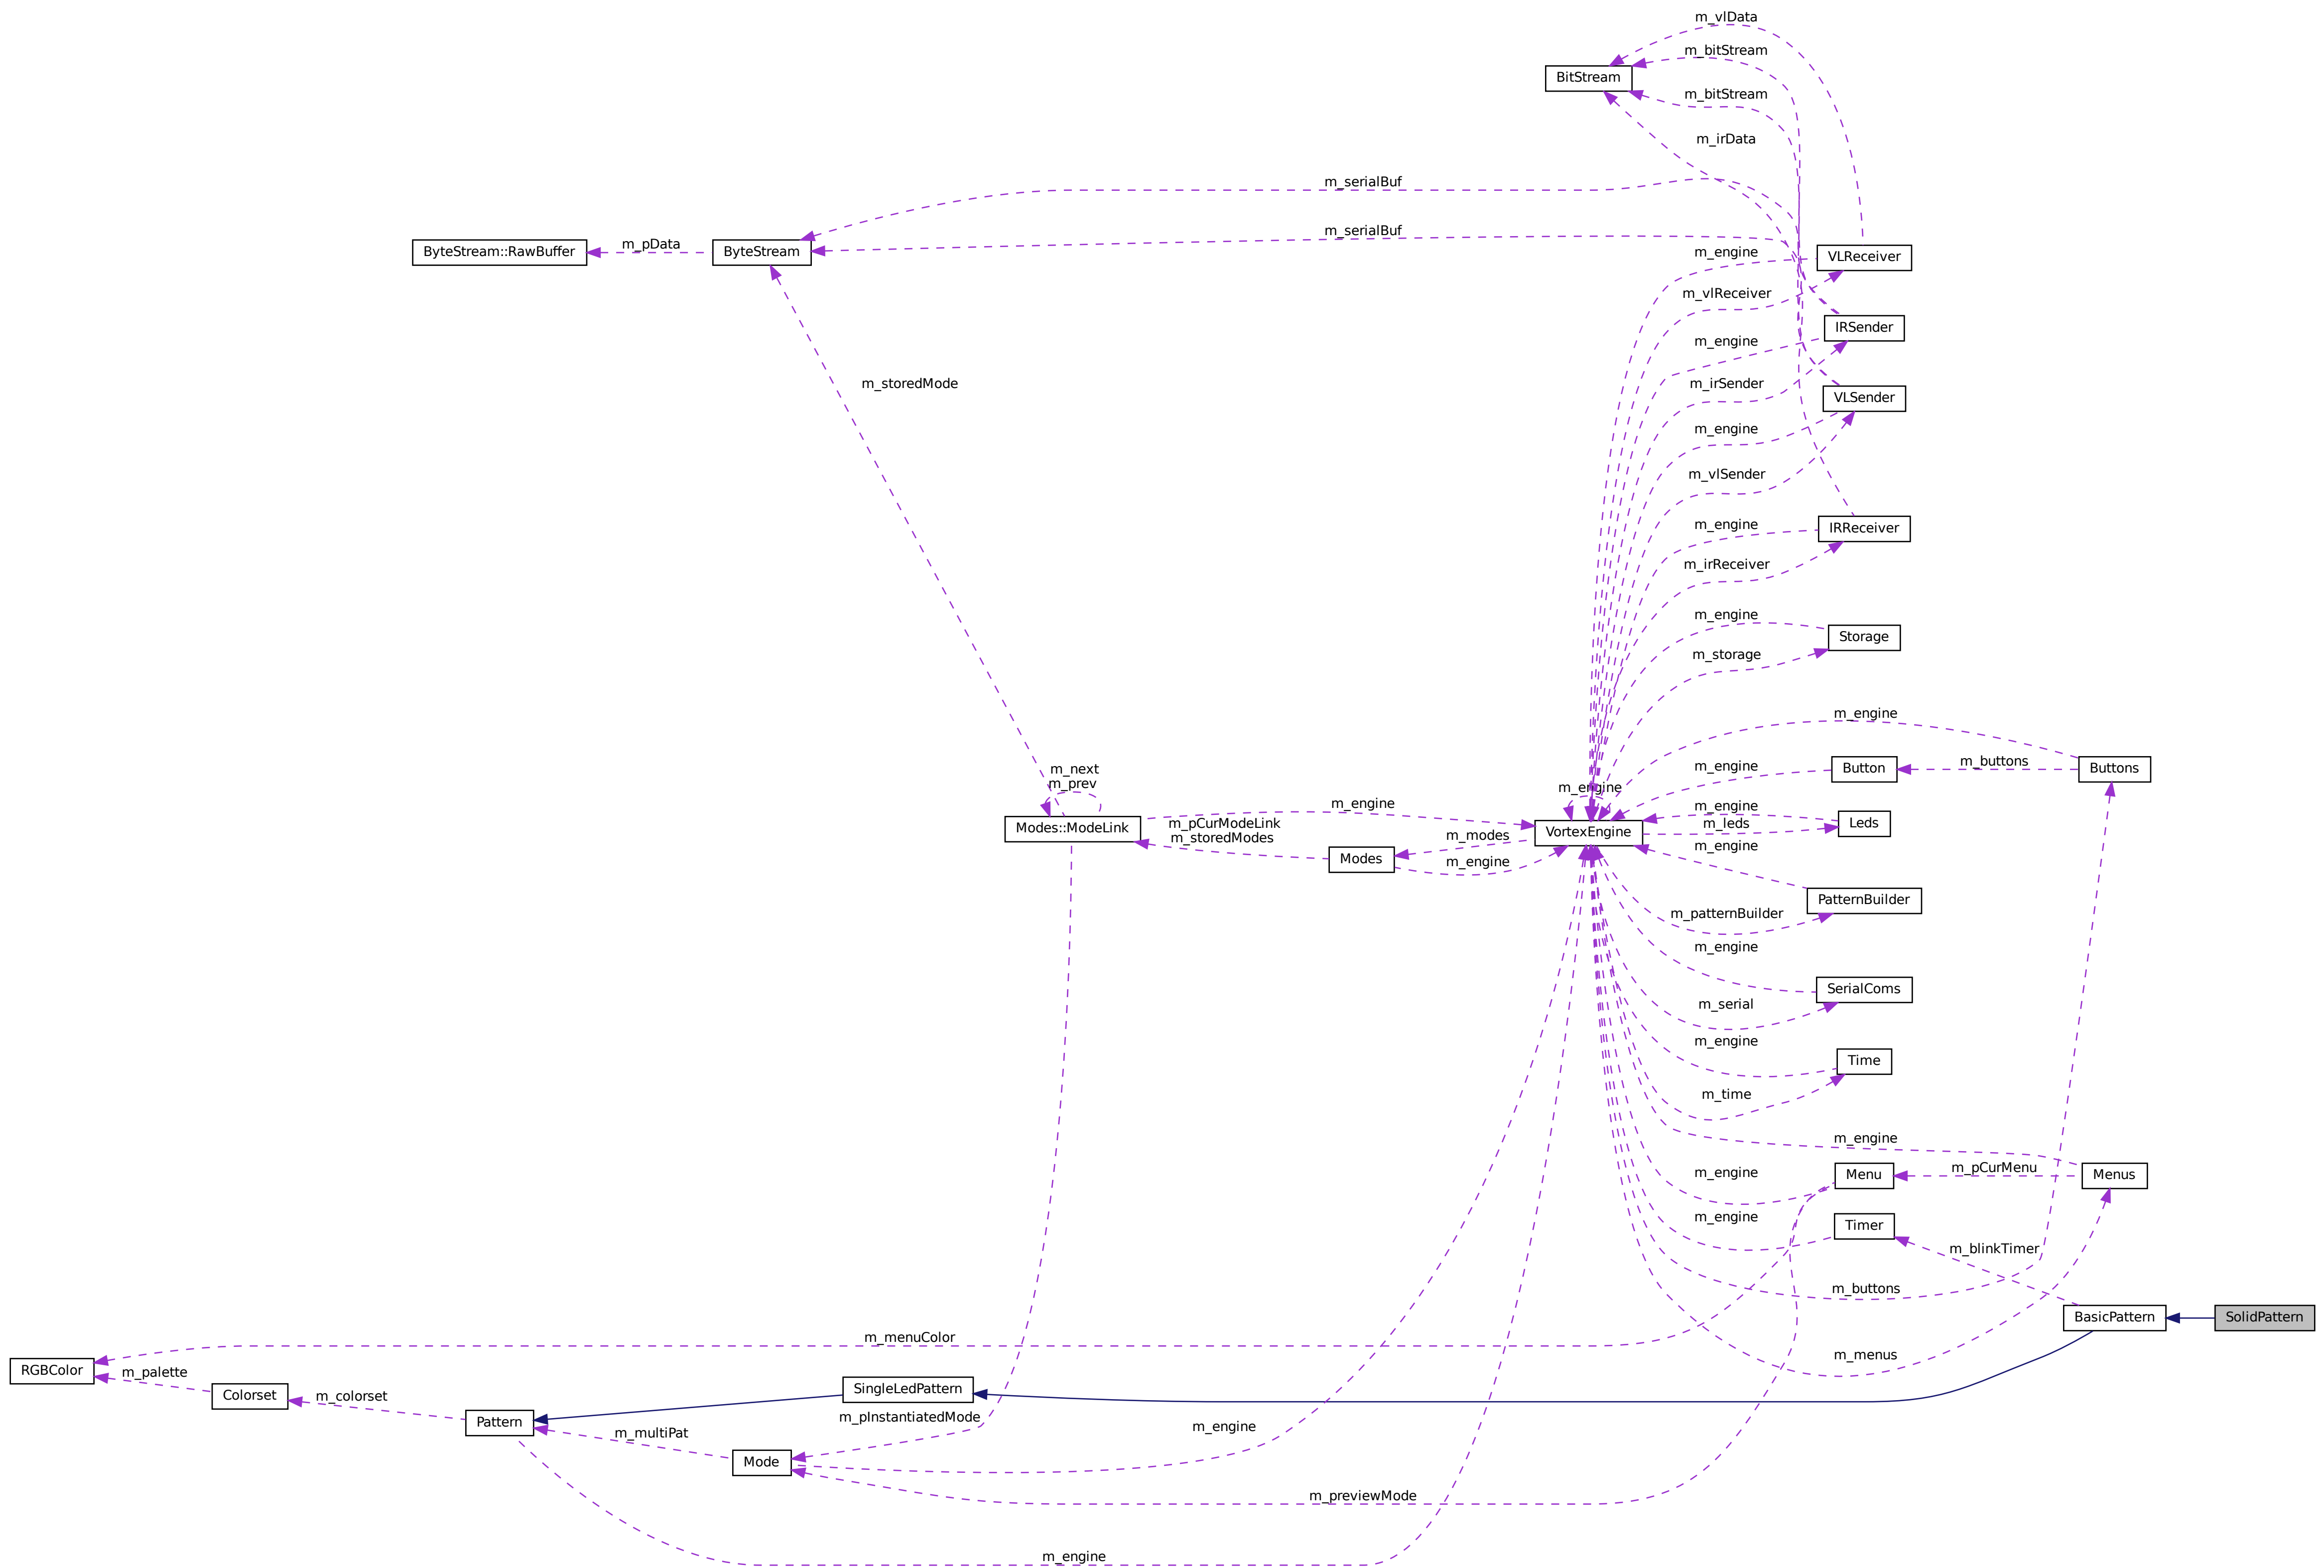 m_vlData
m_bitStream
BitStream
m_bitStream
m_irData
m_serialBuf
m_serialBuf
ByteStream::RawBuffer
m_pData
ByteStream
m_engine
VLReceiver
m_vlReceiver
IRSender
m_engine
m_storedMode
m_irSender
VLSender
m_engine
m_vlSender
m_engine
IRReceiver
m_irReceiver
m_engine
Storage
m_storage
m_engine
m_next
m_prev
m_engine
Button
m_buttons
Buttons
m_engine
m_engine
m_engine
Modes::ModeLink
m_pCurModeLink
m_storedModes
m_modes
VortexEngine
m_leds
Leds
m_engine
Modes
m_engine
PatternBuilder
m_patternBuilder
m_engine
SerialComs
m_serial
m_engine
Time
m_time
m_engine
m_engine
Menu
m_pCurMenu
Menus
m_engine
Timer
m_blinkTimer
m_buttons
BasicPattern
SolidPattern
m_menuColor
m_menus
RGBColor
m_palette
Colorset
m_colorset
SingleLedPattern
Pattern
m_pInstantiatedMode
m_engine
m_multiPat
Mode
m_previewMode
m_engine